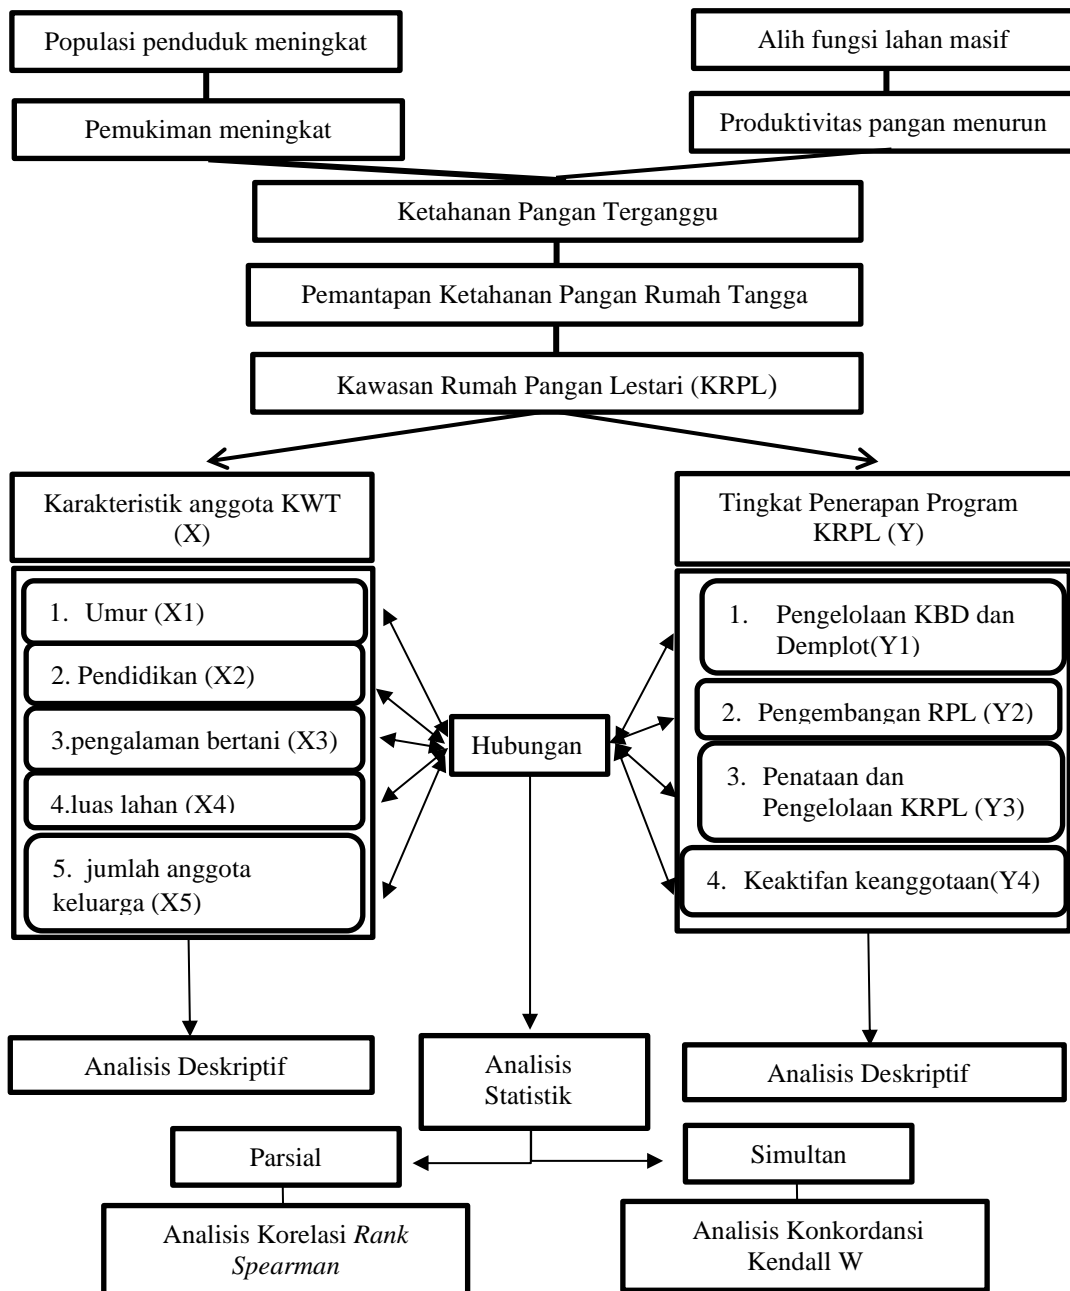 Populasi penduduk meningkat
Alih fungsi lahan masif
Pemukiman meningkat
Produktivitas pangan menurun
Ketahanan Pangan Terganggu
Pemantapan Ketahanan Pangan Rumah Tangga
Kawasan Rumah Pangan Lestari (KRPL)
Karakteristik anggota KWT
(X)
Tingkat Penerapan Program
KRPL (Y)
1. Umur (X1)
2. Pendidikan (X2)
3.pengalaman bertani (X3)
4.luas lahan (X4)
5. jumlah anggota
keluarga (X5)
Hubungan
1. Pengelolaan KBD dan
Demplot(Y1)
2. Pengembangan RPL (Y2)
3. Penataan dan
Pengelolaan KRPL (Y3)
4. Keaktifan keanggotaan(Y4)
Analisis Deskriptif
Analisis
Statistik
Analisis Deskriptif
Parsial
Simultan
Analisis Korelasi Rank
Spearman
Analisis Konkordansi
Kendall W